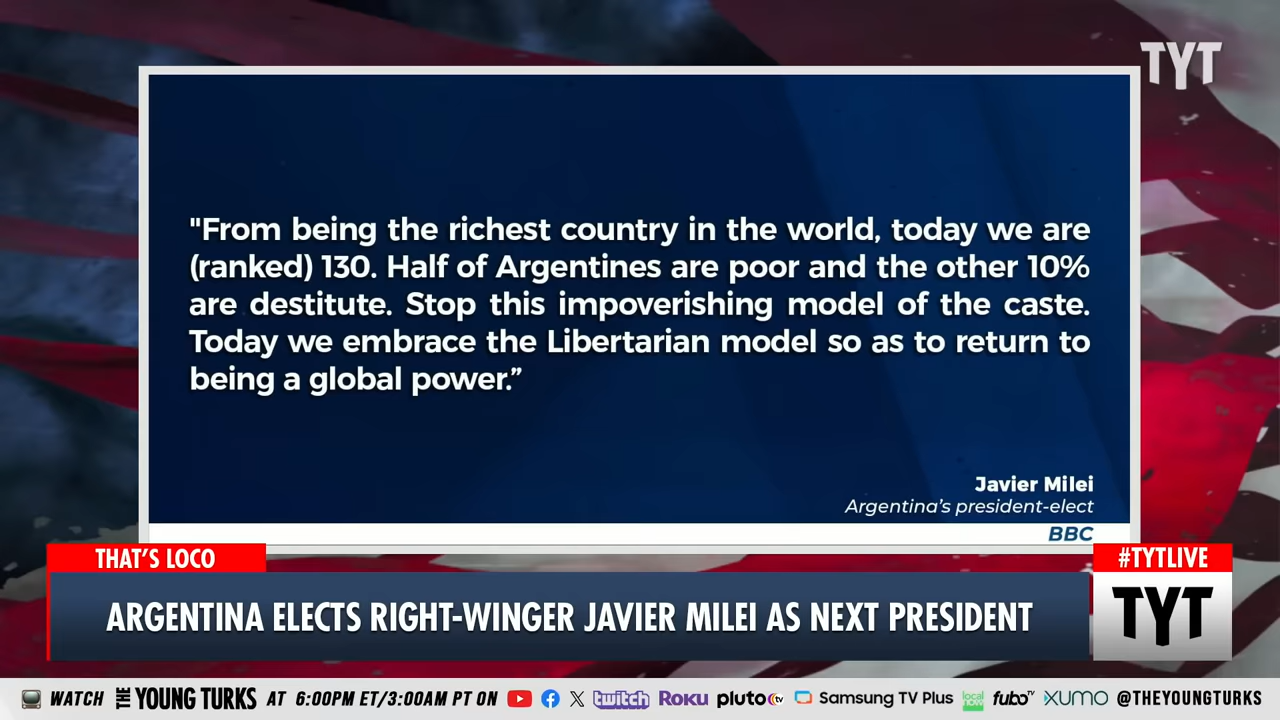 TYT
"From being the richest country in the world, today we are
(ranked) 130. Half of Argentines are poor and the other 10%
are destitute. Stop this impoverishing model of the caste.
Today we embrace the Libertarian model so as to return to
being a global power.”
Javier Milei
Argentina's president-elect
BBC
THAT'S LOCO
#TYTLIVE
ARGENTINA ELECTS RIGHT-WINGER JAVIER MILEI AS NEXT PRESIDENT
TYT
WATCH THE YOUNG TURKS AT 6:00PM ET/3:00AM PT ON twitch Roku pluto tv Samsung TV Plus local now fubo TV XUMO @THEYOUNGTURKS